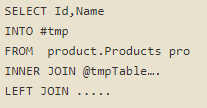 SELECT Id,Name
INTO #tmp
FROM  product.Products pro
INNER JOIN @tmpTable….
LEFT JOIN .....